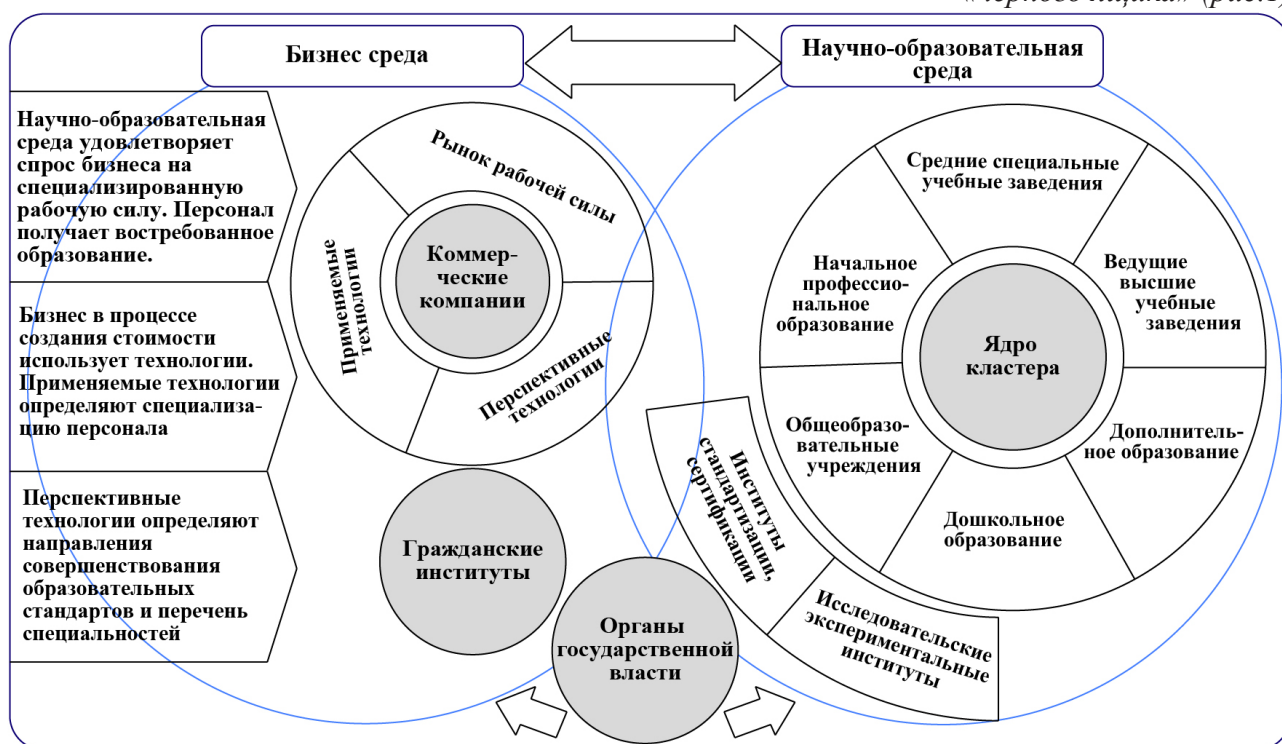 «черного ящика» (рис.1)
Бизнес среда
Научно-образовательная
среда
Научно-образовательная
среда удовлетворяет
спрос бизнеса на
специализированную
рабочую силу. Персонал
получает востребованное
образование.
Бизнес в процессе
создания стоимости
использует технологии.
Применяемые технологии
определяют специализа-
цию персонала
Перспективные
технологии определяют
направления
совершенствования
образовательных
стандартов и перечень
специальностей
Рынок рабочей силы
Применяемые
технологии
Коммер-
ческие
компании
Перспективные
технологии
Гражданские
институты
Органы
государственной
власти
Средние специальные
учебные заведения
Начальное
профессио-
нальное
образование
Ведущие
высшие
учебные
заведения
Ядро
кластера
Общеобразо-
вательные
учреждения
Дополнитель-
ное образование
Дошкольное
образование
Институты
стандартизации,
сертификации
Исследовательские
экспериментальные
институты